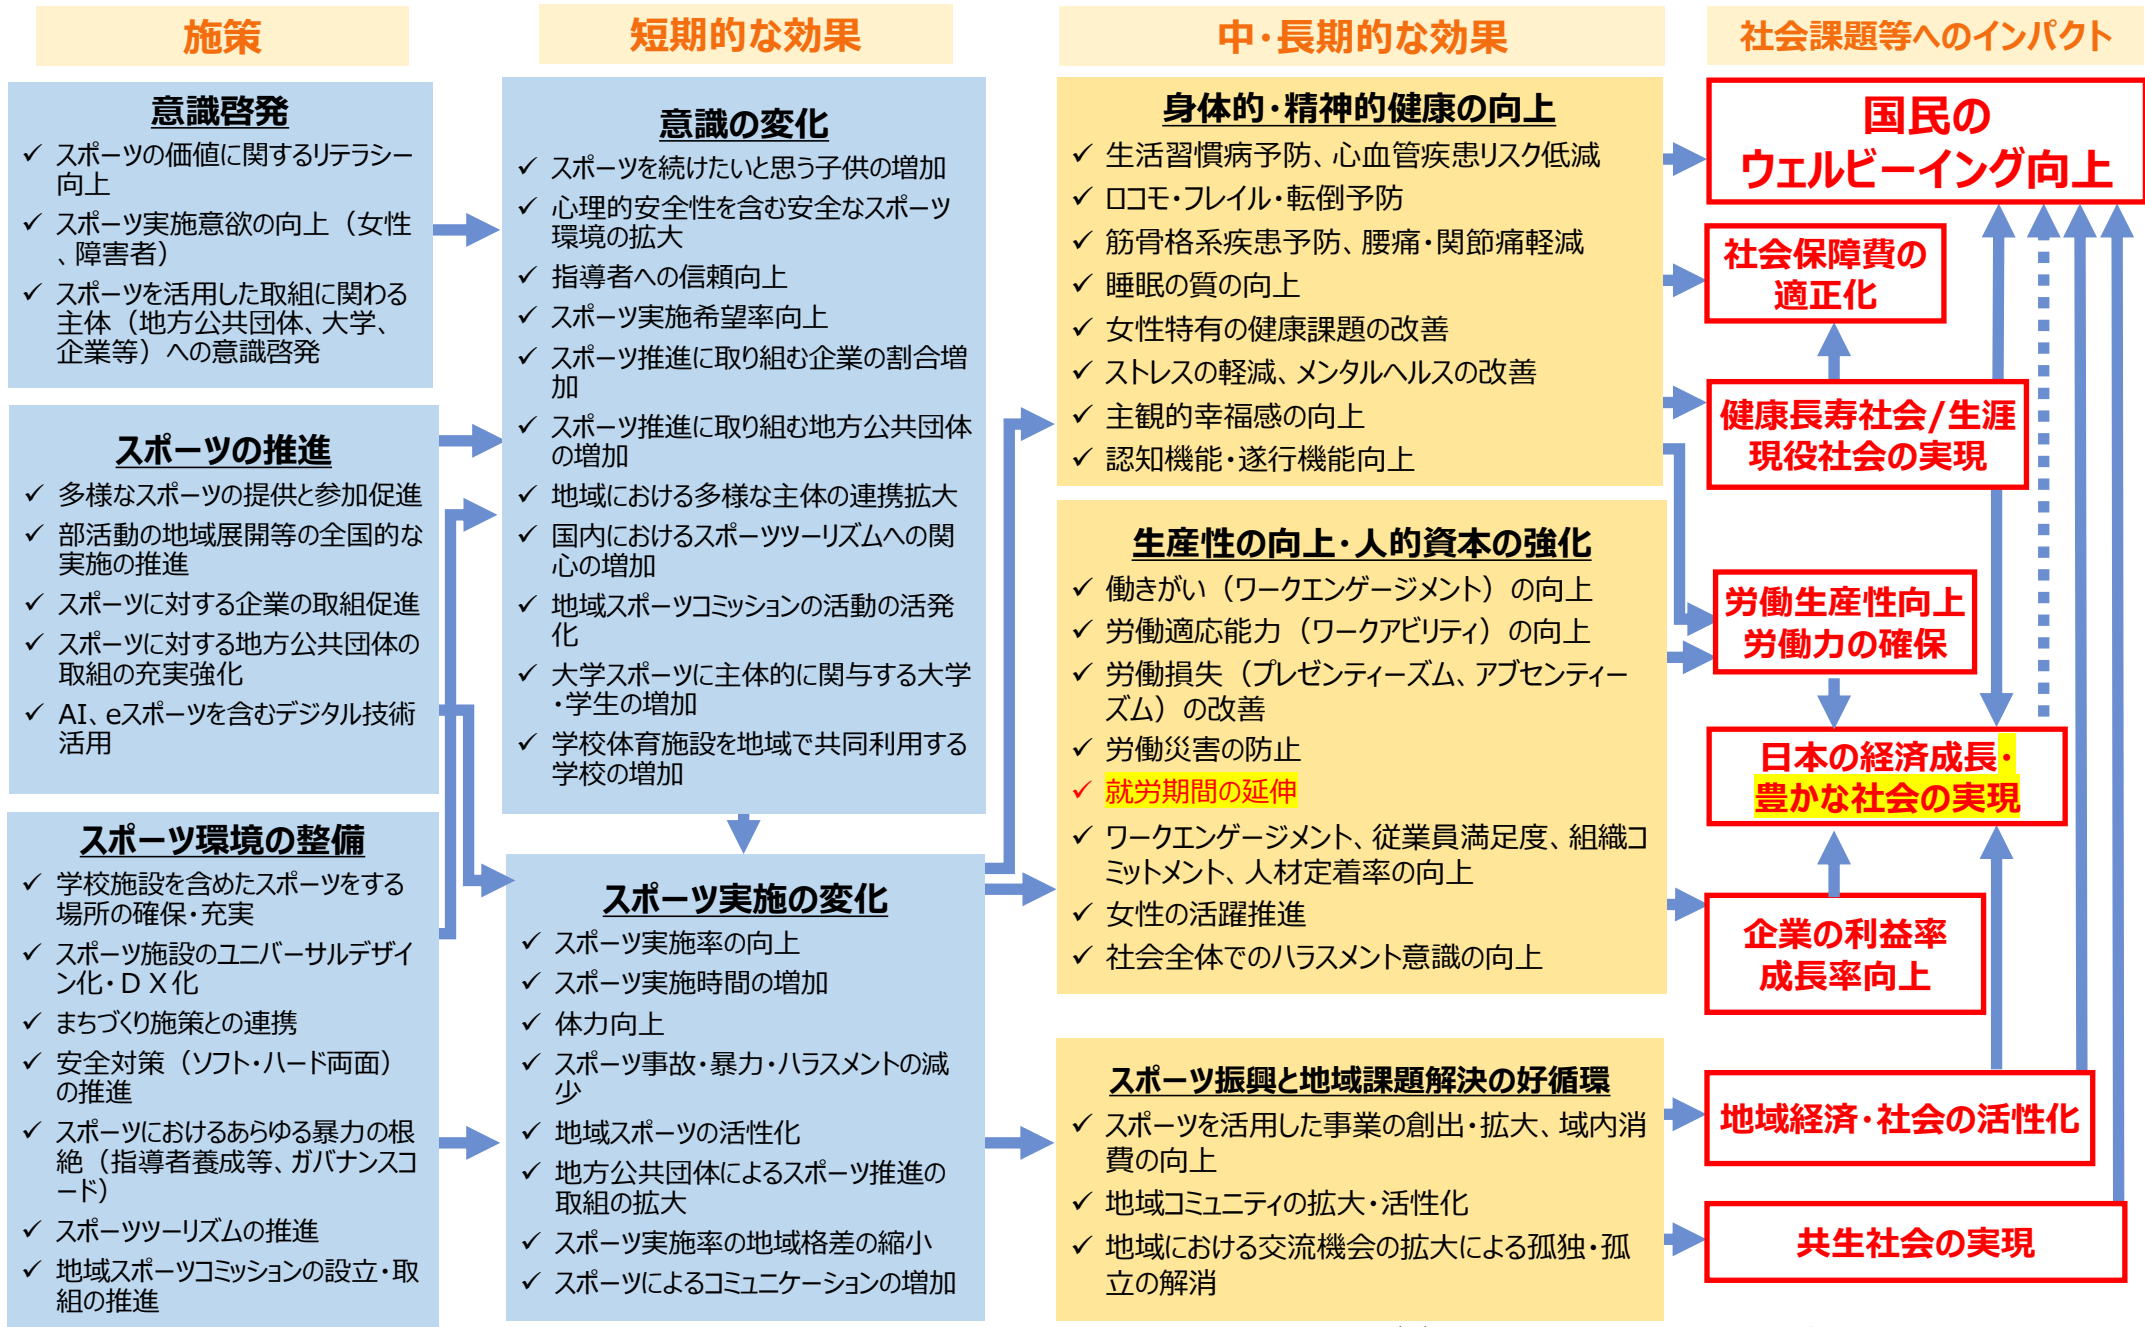 施策
意識啓発
✓ スポーツの価値に関するリテラシー
向上
✓ スポーツ実施意欲の向上（女性
、障害者）
✓ スポーツを活用した取組に関わる
主体（地方公共団体、大学、
企業等）への意識啓発
スポーツの推進
✓ 多様なスポーツの提供と参加促進
✓ 部活動の地域展開等の全国的な
実施の推進
✓ スポーツに対する企業の取組促進
✓ スポーツに対する地方公共団体の
取組の充実強化
✓ AI、eスポーツを含むデジタル技術
活用
スポーツ環境の整備
✓ 学校施設を含めたスポーツをする
場所の確保・充実
✓ スポーツ施設のユニバーサルデザイ
ン化・ＤＸ化
✓ まちづくり施策との連携
✓ 安全対策（ソフト・ハード両面）
の推進
✓ スポーツにおけるあらゆる暴力の根
絶（指導者養成等、ガバナンスコ
ード）
✓ スポーツツーリズムの推進
✓ 地域スポーツコミッションの設立・取
組の推進
短期的な効果
意識の変化
✓ スポーツを続けたいと思う子供の増加
✓ 心理的安全性を含む安全なスポーツ
環境の拡大
✓ 指導者への信頼向上
✓ スポーツ実施希望率向上
✓ スポーツ推進に取り組む企業の割合増
加
✓ スポーツ推進に取り組む地方公共団体
の増加
✓ 地域における多様な主体の連携拡大
✓ 国内におけるスポーツツーリズムへの関
心の増加
✓ 地域スポーツコミッションの活動の活発
化
✓ 大学スポーツに主体的に関与する大学
・学生の増加
✓ 学校体育施設を地域で共同利用する
学校の増加
スポーツ実施の変化
✓ スポーツ実施率の向上
✓ スポーツ実施時間の増加
✓ 体力向上
✓ スポーツ事故・暴力・ハラスメントの減
少
✓ 地域スポーツの活性化
✓ 地方公共団体によるスポーツ推進の
取組の拡大
✓ スポーツ実施率の地域格差の縮小
✓ スポーツによるコミュニケーションの増加
中・長期的な効果
身体的・精神的健康の向上
✓ 生活習慣病予防、心血管疾患リスク低減
✓ ロコモ・フレイル・転倒予防
✓ 筋骨格系疾患予防、腰痛・関節痛軽減
✓ 睡眠の質の向上
✓ 女性特有の健康課題の改善
✓ ストレスの軽減、メンタルヘルスの改善
✓ 主観的幸福感の向上
✓ 認知機能・遂行機能向上
生産性の向上・人的資本の強化
✓ 働きがい（ワークエンゲージメント）の向上
✓ 労働適応能力（ワークアビリティ）の向上
✓ 労働損失（プレゼンティーズム、アブセンティー
ズム）の改善
✓ 労働災害の防止
✓ 就労期間の延伸
✓ ワークエンゲージメント、従業員満足度、組織コ
ミットメント、人材定着率の向上
✓ 女性の活躍推進
✓ 社会全体でのハラスメント意識の向上
スポーツ振興と地域課題解決の好循環
✓ スポーツを活用した事業の創出・拡大、域内消
費の向上
✓ 地域コミュニティの拡大・活性化
✓ 地域における交流機会の拡大による孤独・孤
立の解消
社会課題等へのインパクト
国民の
ウェルビーイング向上
社会保障費の
適正化
健康長寿社会/生涯
現役社会の実現
労働生産性向上
労働力の確保
日本の経済成長・
豊かな社会の実現
企業の利益率
成長率向上
地域経済・社会の活性化
共生社会の実現